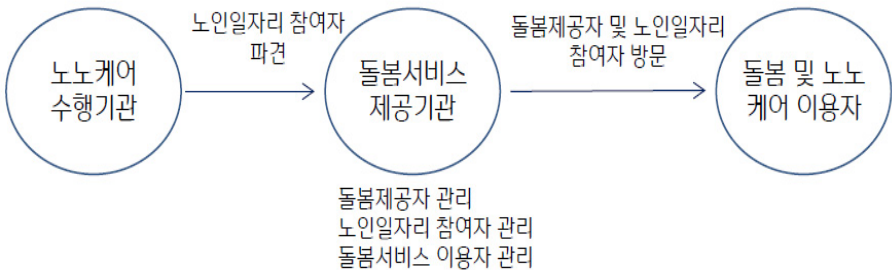 노노케어
수행기관
노인일자리 참여자
파견
돌봄서비스
제공기관
돌봄제공자 및 노인일자리
참여자 방문
돌봄 및 노노
케어 이용자
돌봄제공자 관리
노인일자리 참여자 관리
돌봄서비스 이용자 관리